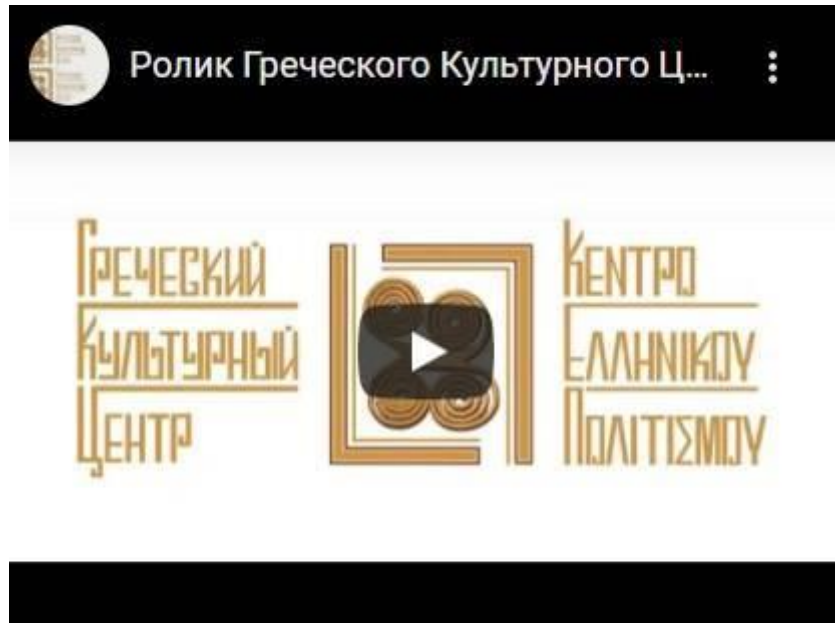 Ролик Греческого Культурного Ц...
Греческий
Культурный
Центр
ΚΕΝΤΡΟ
ΕΛΛΗΝΙΚΟΥ
ΠΟΛΙΤΙΣΜΟΥ